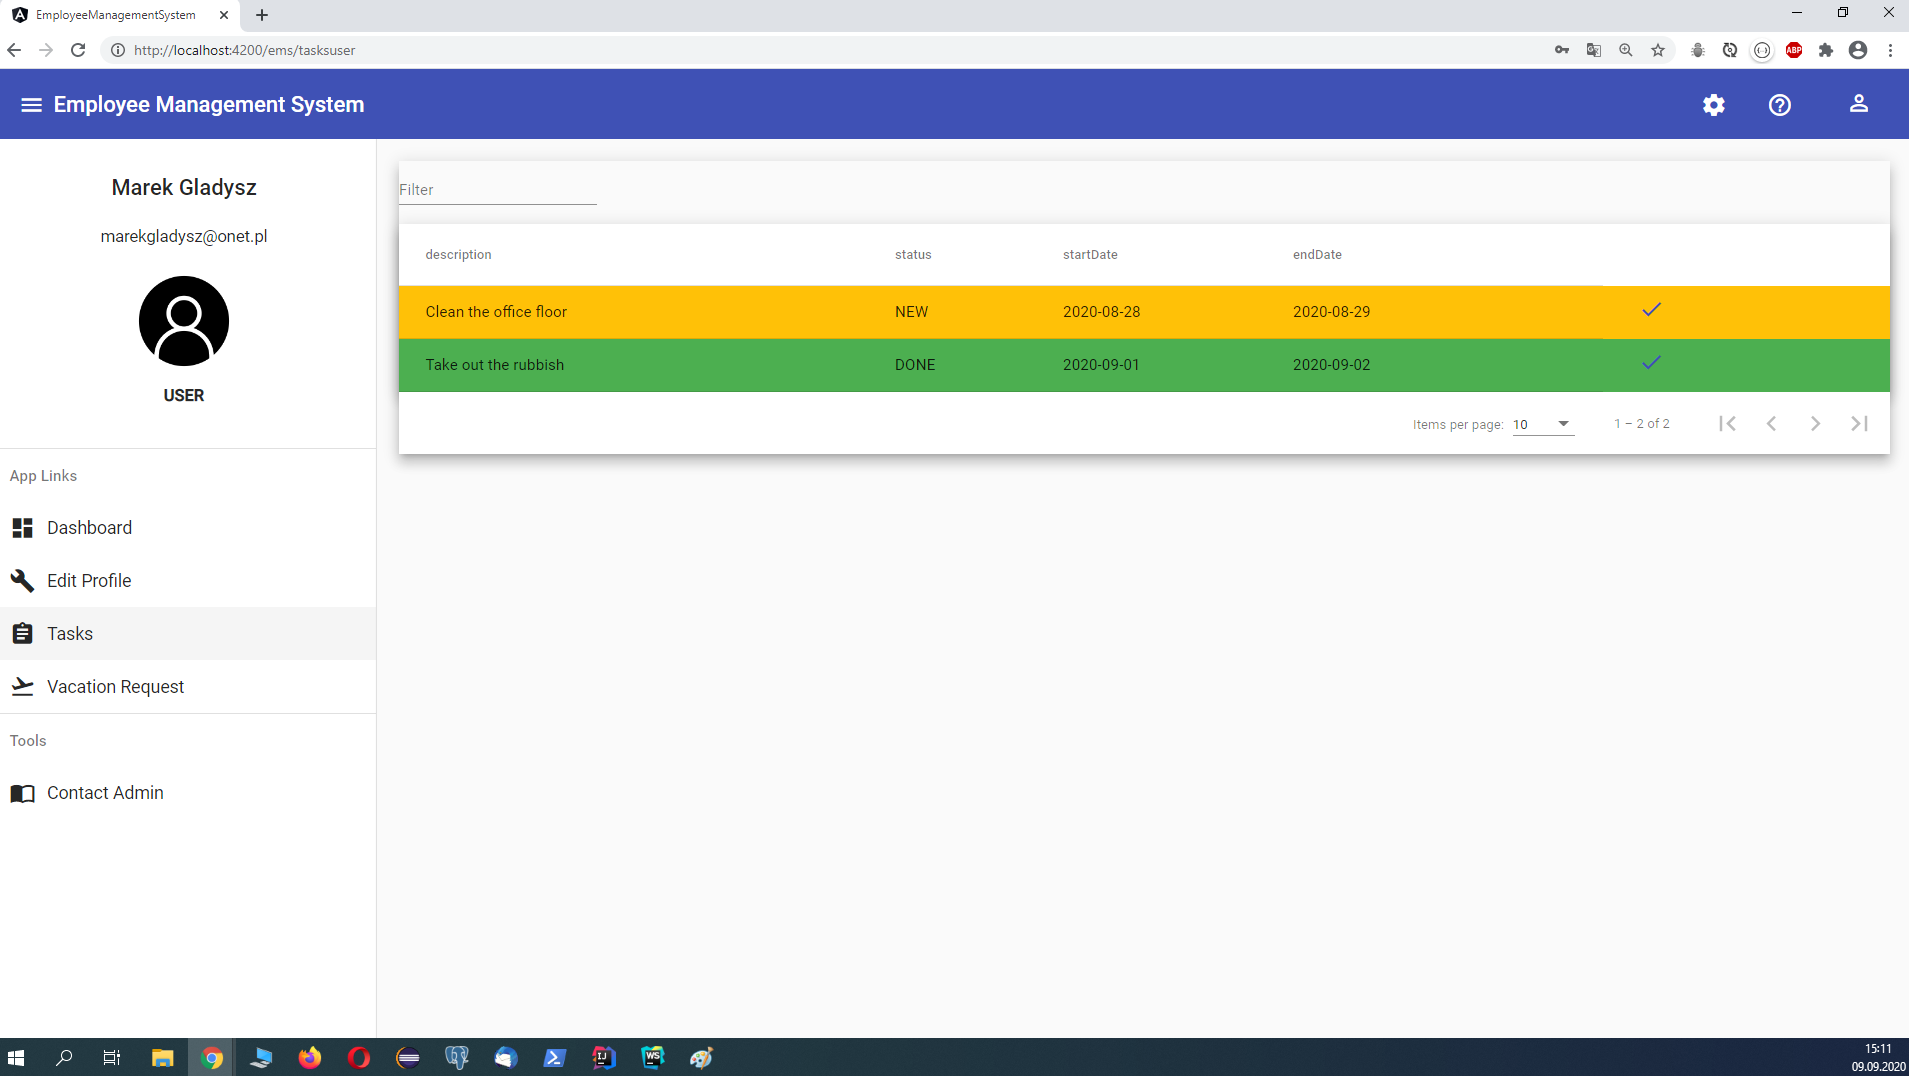 EmployeeManagementSystem
http://localhost:4200/ems/tasksuser
ABP
Employee Management System
Marek Gladysz
marekgladysz@onet.pl
USER
App Links
Dashboard
Edit Profile
Tasks
Vacation Request
Tools
Contact Admin
Filter
description status startDate endDate
Clean the office floor NEW 2020-08-28 2020-08-29
Take out the rubbish DONE 2020-09-01 2020-09-02
Items per page: 10 1 – 2 of 2
IJ
WS
15:11
09.09.2020